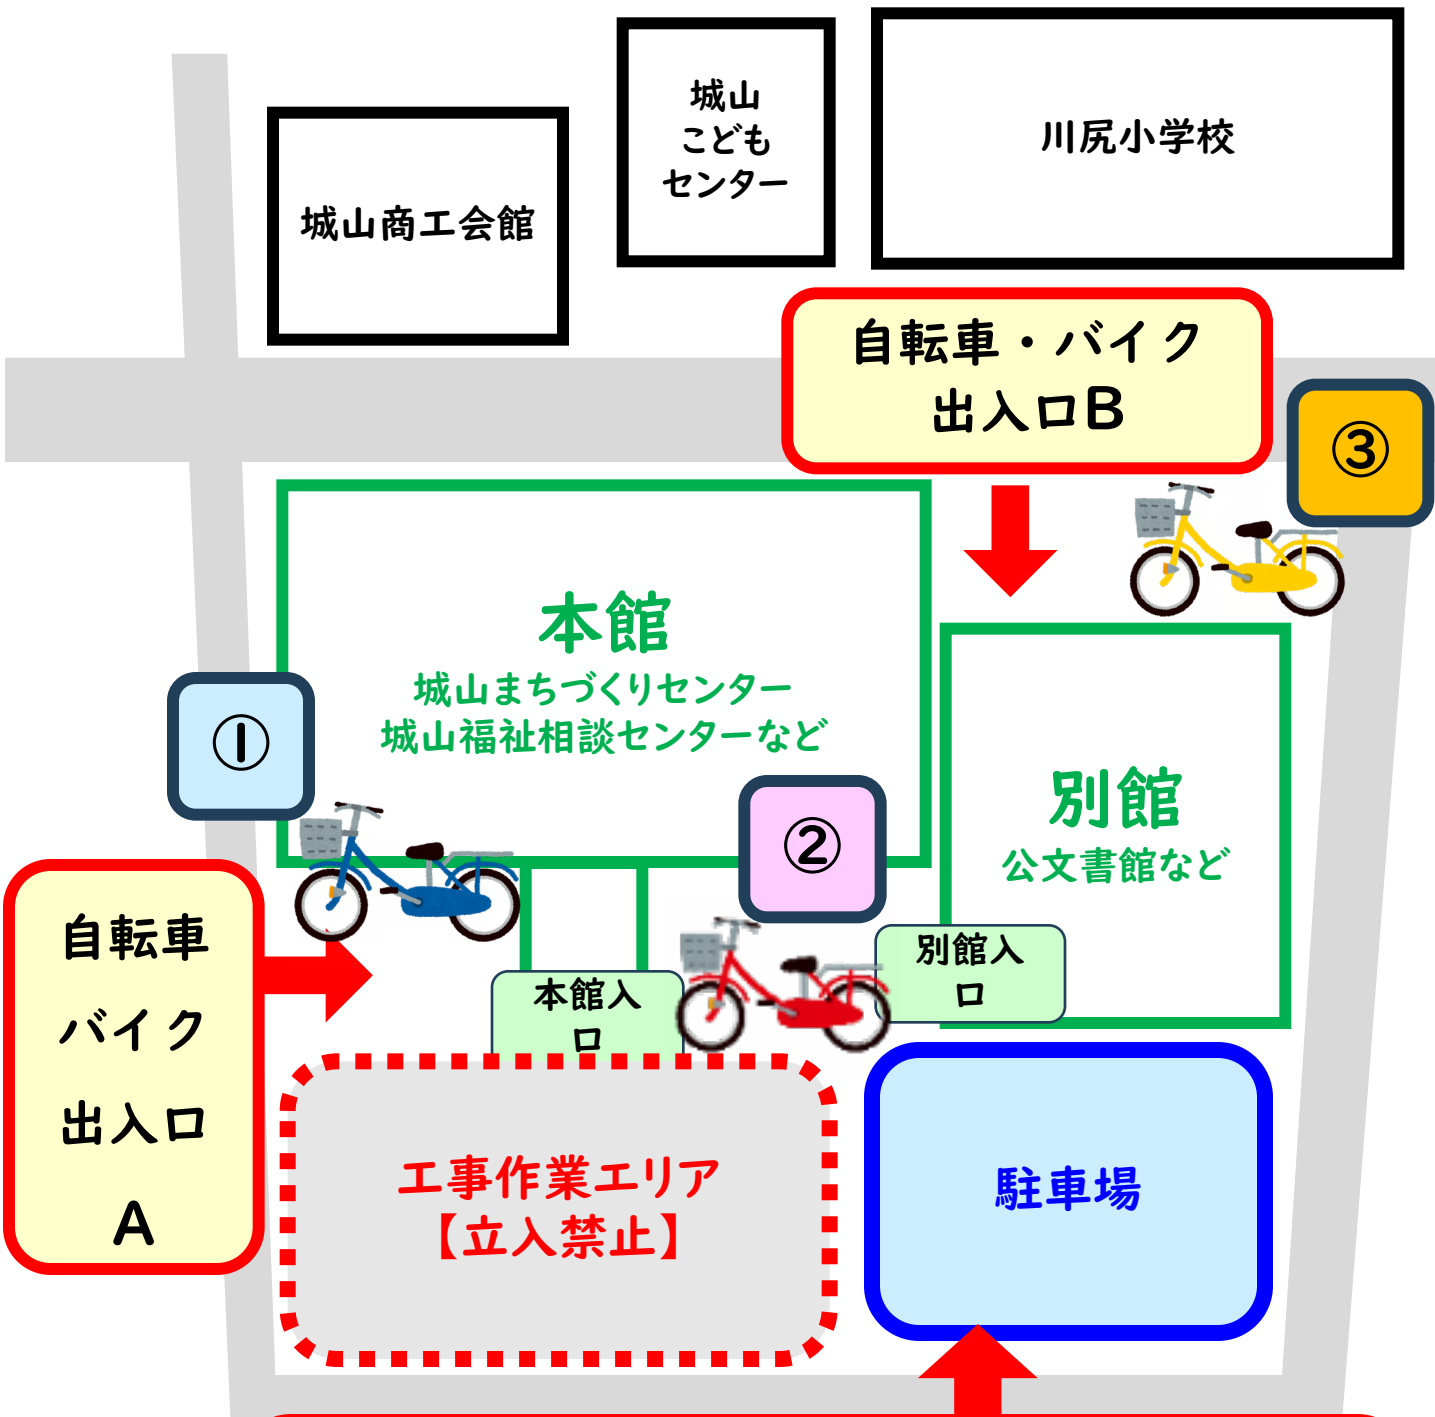 城山
こども
センター
川尻小学校
城山商工会館
自転車・バイク
出入口B
③
本館
城山まちづくりセンター
城山福祉相談センターなど
①
②
別館
公文書館など
自転車
バイク
出入口
A
本館入
口
別館入
口
工事作業エリア
【立入禁止】
駐車場